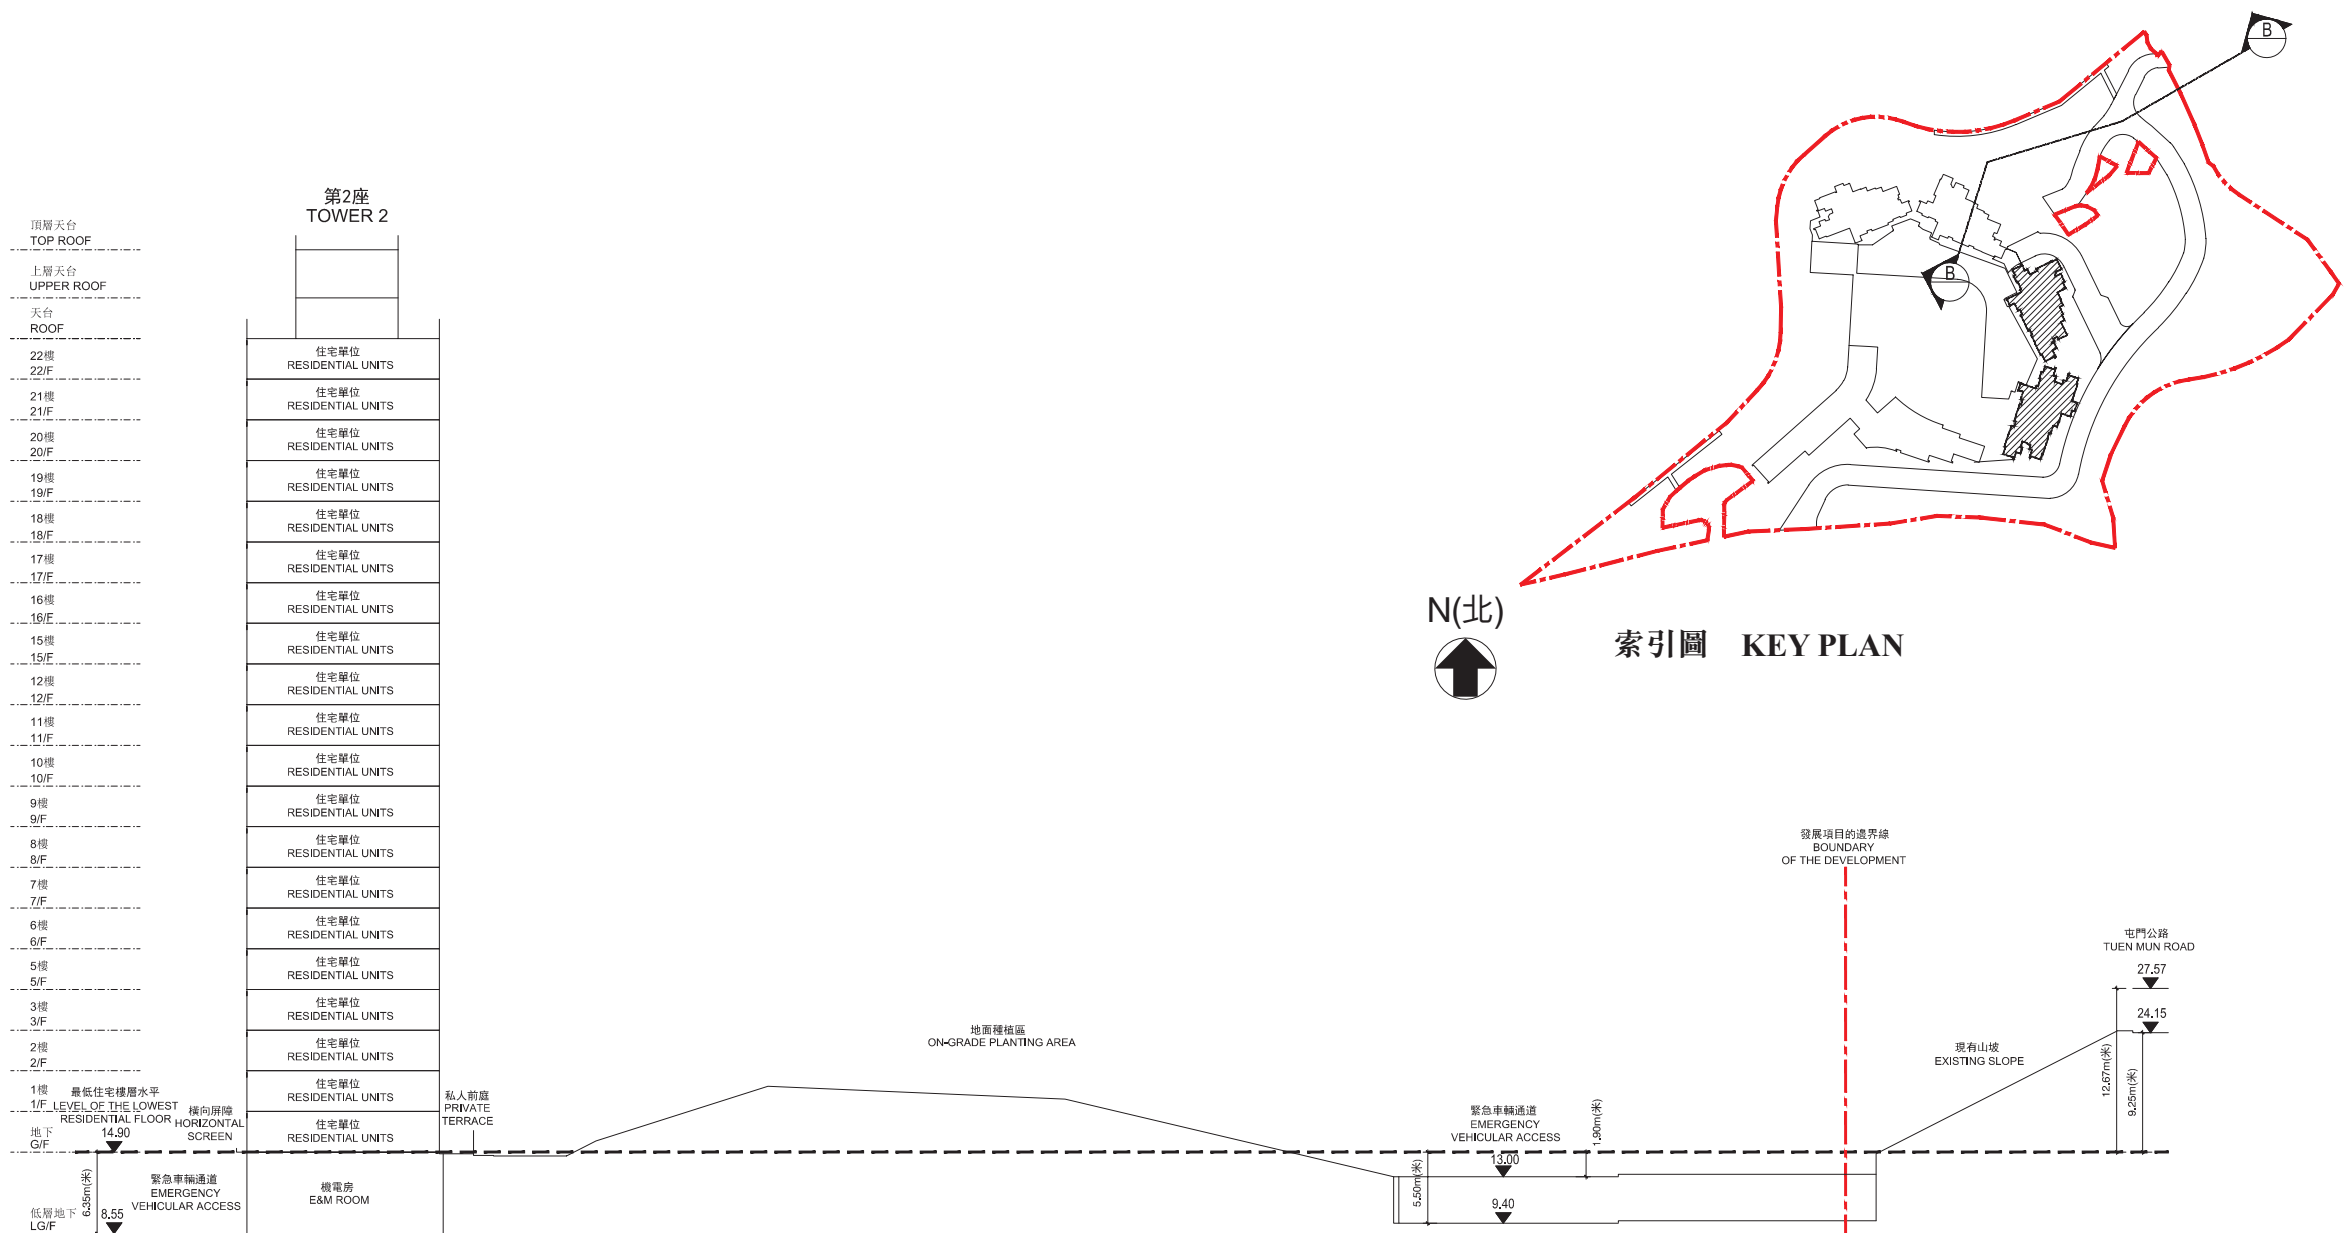 B
第2座
TOWER 2
頂層天台
TOP ROOF
上層天台
UPPER ROOF
天台
ROOF
22樓
22/F
住宅單位
RESIDENTIAL UNITS
21樓
21/F
住宅單位
RESIDENTIAL UNITS
20樓
20/F
住宅單位
RESIDENTIAL UNITS
19樓
19/F
住宅單位
RESIDENTIAL UNITS
18樓
18/F
住宅單位
RESIDENTIAL UNITS
17樓
17/F
住宅單位
RESIDENTIAL UNITS
16樓
16/F
住宅單位
RESIDENTIAL UNITS
15樓
15/F
住宅單位
RESIDENTIAL UNITS
12樓
12/F
住宅單位
RESIDENTIAL UNITS
11樓
11/F
住宅單位
RESIDENTIAL UNITS
10樓
10/F
住宅單位
RESIDENTIAL UNITS
9樓
9/F
住宅單位
RESIDENTIAL UNITS
8樓
8/F
住宅單位
RESIDENTIAL UNITS
7樓
7/F
住宅單位
RESIDENTIAL UNITS
6樓
6/F
住宅單位
RESIDENTIAL UNITS
5樓
5/F
住宅單位
RESIDENTIAL UNITS
3樓
3/F
住宅單位
RESIDENTIAL UNITS
2樓
2/F
住宅單位
RESIDENTIAL UNITS
1樓
1/F
住宅單位
RESIDENTIAL UNITS
地下
G/F
住宅單位
RESIDENTIAL UNITS
最低住宅樓層水平
LEVEL OF THE LOWEST
RESIDENTIAL FLOOR
14.90
橫向屏障
HORIZONTAL
SCREEN
私人前庭
PRIVATE
TERRACE
6.35m(米)
緊急車輛通道
EMERGENCY
VEHICULAR ACCESS
機電房
E&M ROOM
低層地下
LG/F
8.55
地面種植區
ON-GRADE PLANTING AREA
緊急車輛通道
EMERGENCY
VEHICULAR ACCESS
1.90m(米)
13.00
5.50m(米)
9.40
發展項目的邊界線
BOUNDARY
OF THE DEVELOPMENT
屯門公路
TUEN MUN ROAD
27.57
24.15
現有山坡
EXISTING SLOPE
12.67m(米)
9.25m(米)
B
N(北)
索引圖 KEY PLAN